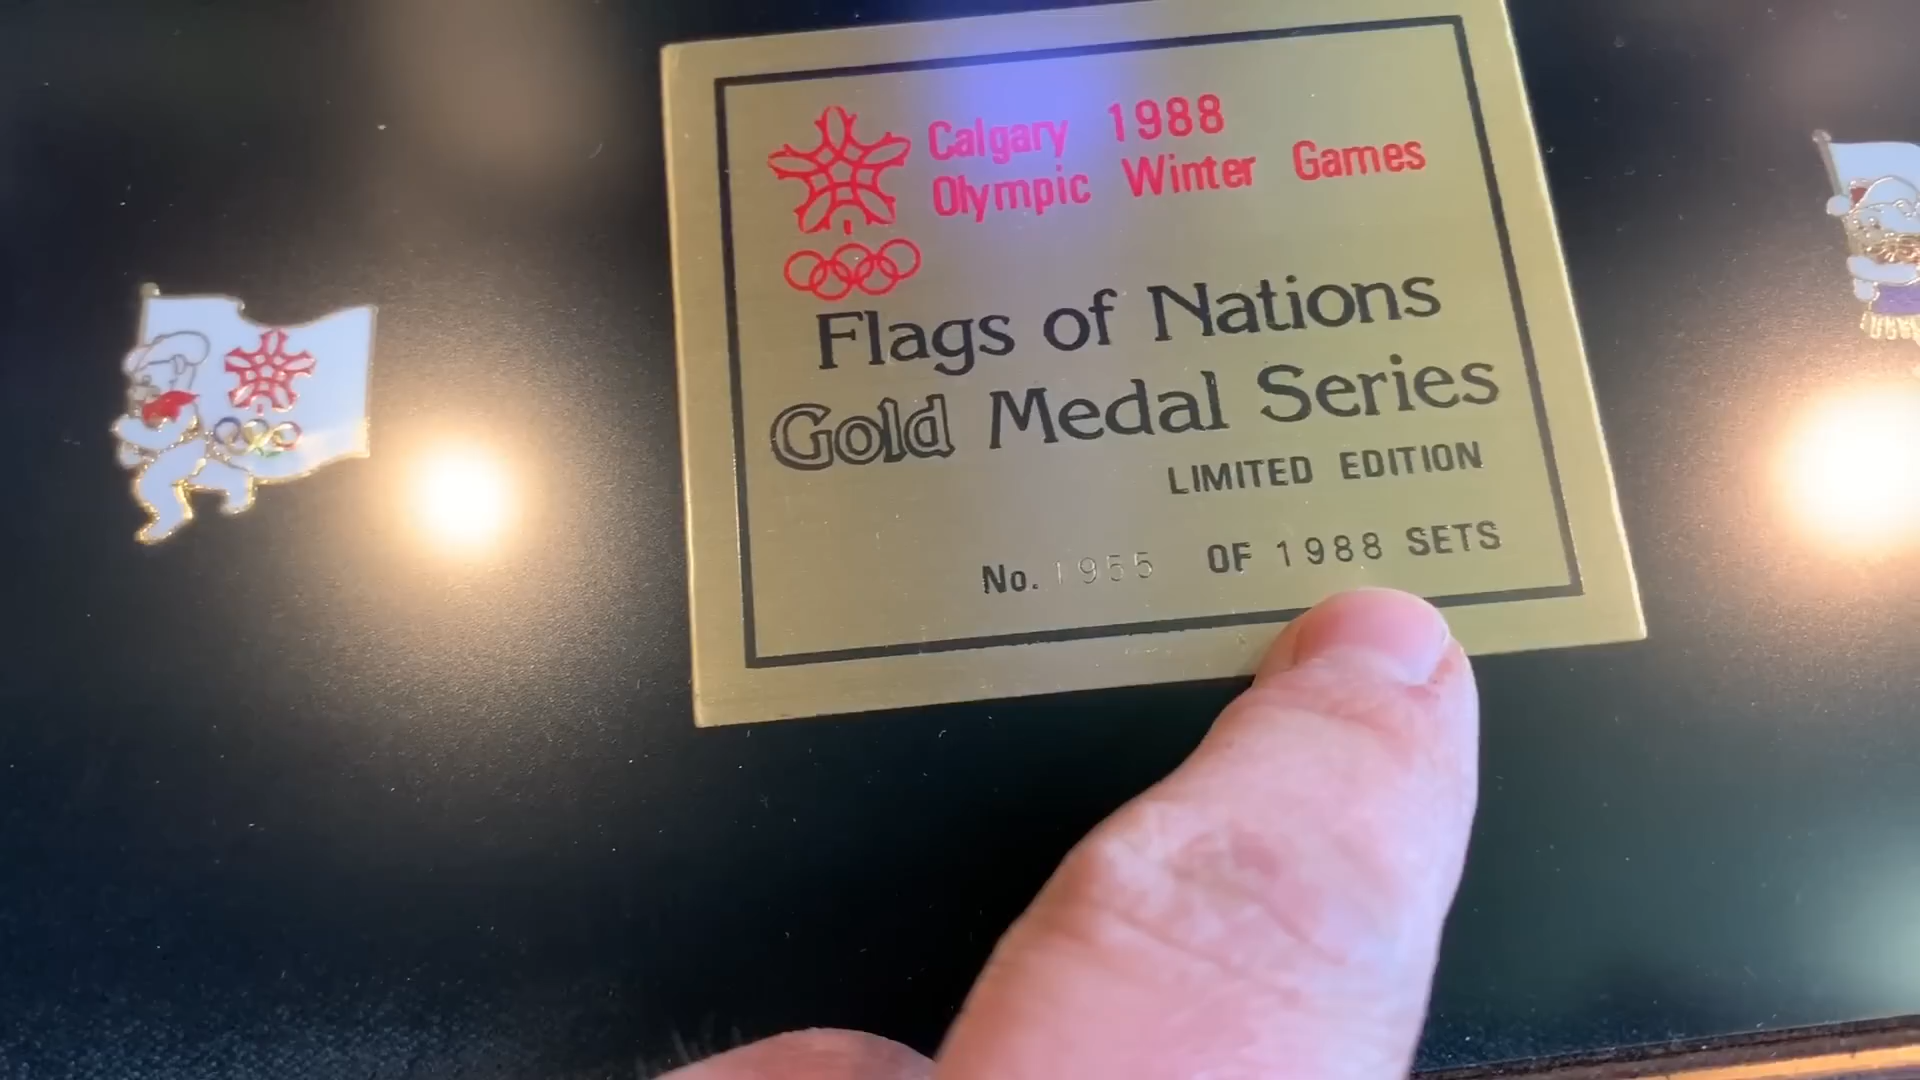 Calgary 1988
Olympic Winter Games
Flags of Nations
Gold Medal Series
LIMITED EDITION
No. 1955 OF 1988 SETS